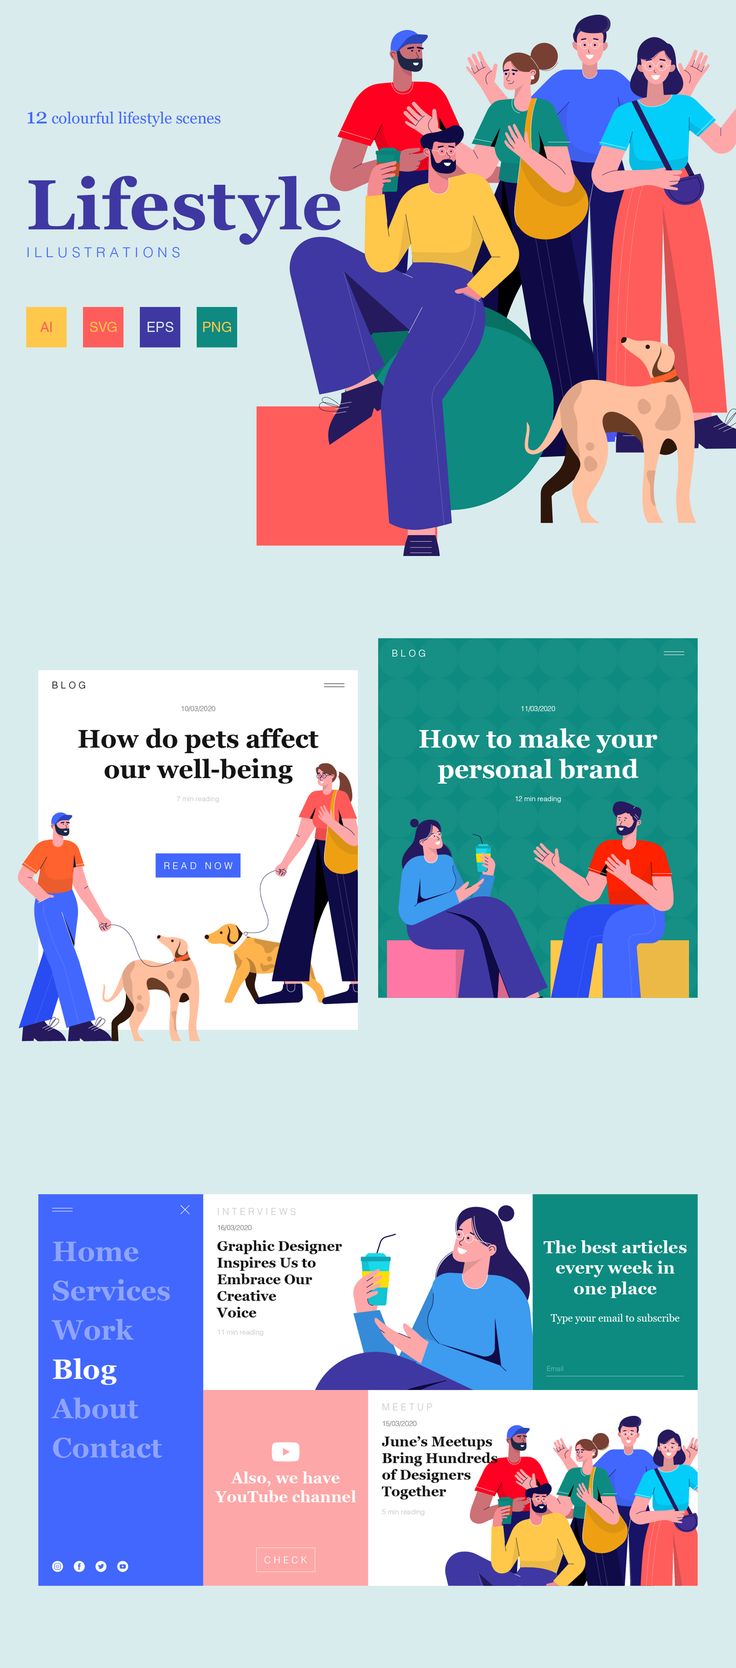 12 colourful lifestyle scenes
Lifestyle
ILLUSTRATIONS
AI
SVG
EPS
PNG
BLOG
10/03/2020
How do pets affect
our well-being
7 min reading
READ NOW
BLOG
11/03/2020
How to make your
personal brand
12 min reading
Home
Services
Work
Blog
About
Contact
INTERVIEWS
16/03/2020
Graphic Designer
Inspires Us to
Embrace Our
Creative
Voice
11 min reading
The best articles
every week in
one place
Type your email to subscribe
Email
Also, we have
YouTube channel
CHECK
MEETUP
15/03/2020
June's Meetups
Bring Hundreds
of Designers
Together
5 min reading